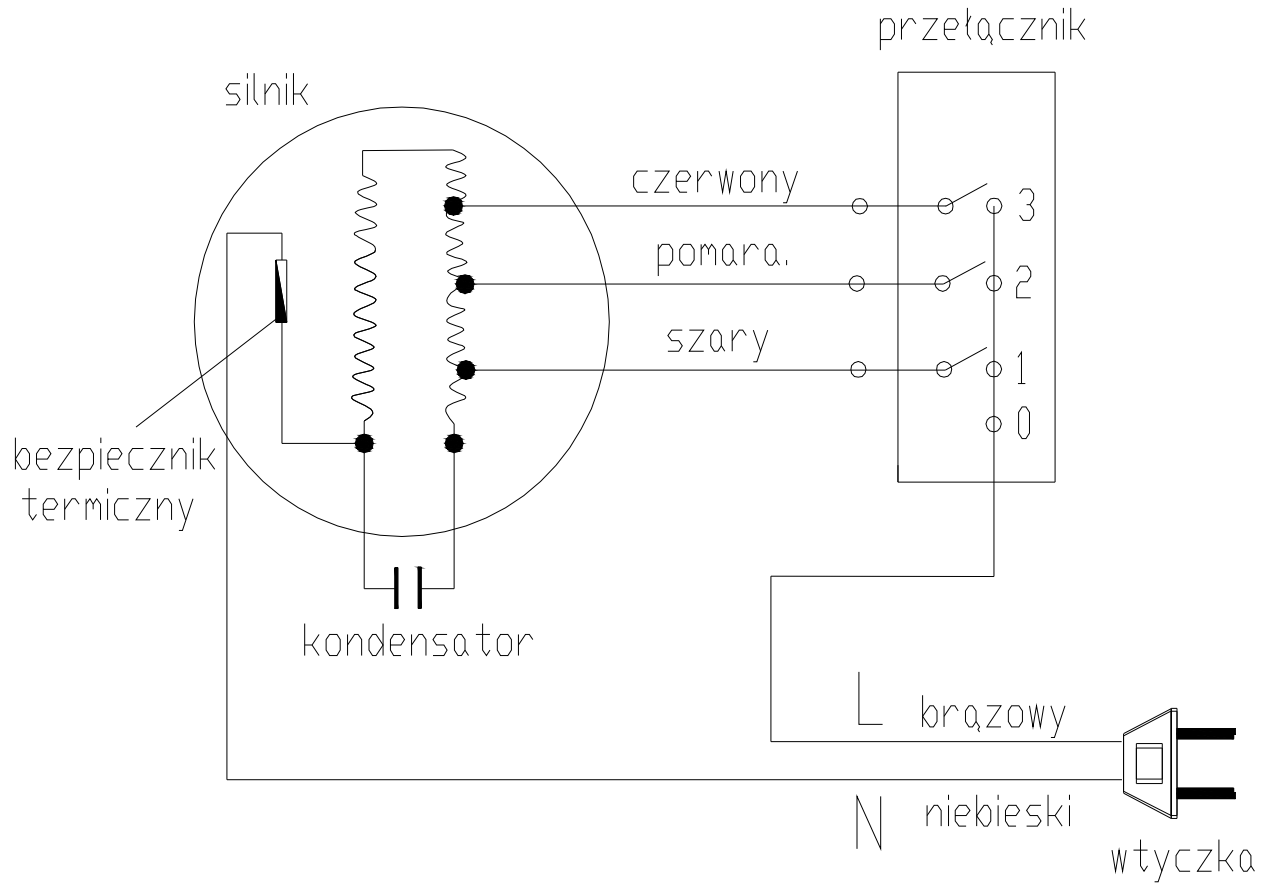 przełącznik
silnik
czerwony
3
pomara.
2
szary
1
0
bezpiecznik
termiczny
kondensator
L brązowy
N niebieski
wtyczka